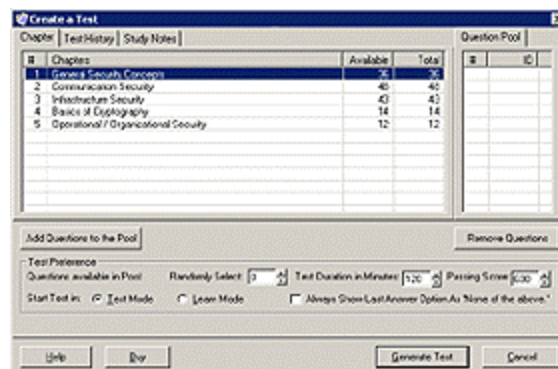 Create a Test
Chapter Test History Study Notes Question Pool
# Chapters Available Total # ID
1 General Security Concepts 36 36
2 Communication Security 48 48
3 Infrastructure Security 43 43
4 Basics of Cryptography 14 14
5 Operational / Organizational Security 12 12
Add Questions to the Pool Remove Questions
Test Preference
Questions available in Pool: Randomly Select: Test Duration in Minutes: 120 Passing Score
Start Test in: Test Mode Learn Mode Always Show Last Answer Option As "None of the above."
Help Buy Generate Test Cancel